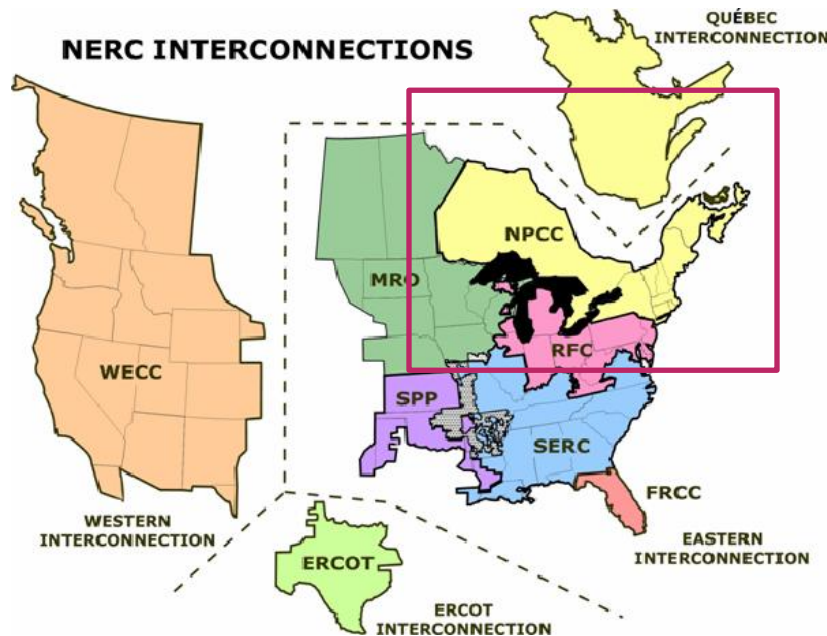 QUÉBEC
INTERCONNECTION
NERC INTERCONNECTIONS
NPCC
MRO
RFC
WECC
SPP
SERC
FRCC
WESTERN
INTERCONNECTION
EASTERN
INTERCONNECTION
ERCOT
ERCOT
INTERCONNECTION